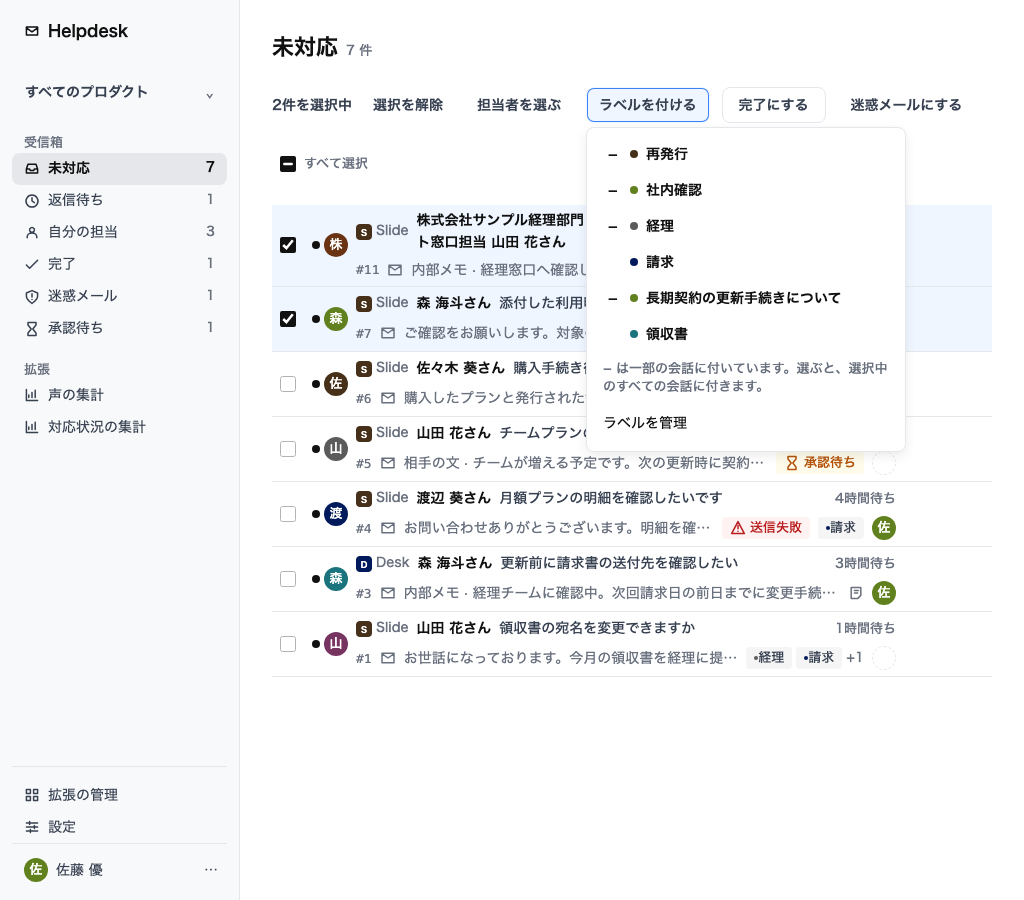 Helpdesk
すべてのプロダクト
受信箱
未対応 7
返信待ち 1
自分の担当 3
完了 1
迷惑メール 1
承認待ち 1
拡張
声の集計
対応状況の集計
拡張の管理
設定
佐 佐藤 優 …
未対応 7 件
2件を選択中 選択を解除 担当者を選ぶ ラベルを付ける 完了にする 迷惑メールにする
すべて選択
– 再発行
– 社内確認
– 経理
請求
– 長期契約の更新手続きについて
領収書
– は一部の会話に付いています。選ぶと、選択中
のすべての会話に付きます。
ラベルを管理
株 S Slide 株式会社サンプル経理部門
ト窓口担当 山田 花さん
#11 内部メモ · 経理窓口へ確認し
森 S Slide 森 海斗さん 添付した利用
#7 ご確認をお願いします。対象
佐 S Slide 佐々木 葵さん 購入手続き
#6 購入したプランと発行された
山 S Slide 山田 花さん チームプラン
#5 相手の文 · チームが増える予定です。次の更新時に契約… 承認待ち
渡 S Slide 渡辺 葵さん 月額プランの明細を確認したいです 4時間待ち
#4 お問い合わせありがとうございます。明細を確… 送信失敗 •請求 佐
森 D Desk 森 海斗さん 更新前に請求書の送付先を確認したい 3時間待ち
#3 内部メモ · 経理チームに確認中。次回請求日の前日までに変更手続… 佐
山 S Slide 山田 花さん 領収書の宛名を変更できますか 1時間待ち
#1 お世話になっております。今月の領収書を経理に提… •経理 •請求 +1